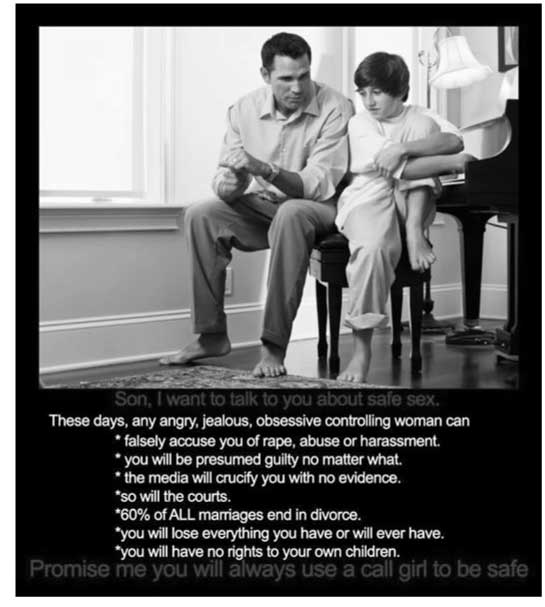 Son, I want to talk to you about safe sex.
These days, any angry, jealous, obsessive controlling woman can
* falsely accuse you of rape, abuse or harassment.
* you will be presumed guilty no matter what.
* the media will crucify you with no evidence.
*so will the courts.
*60% of ALL marriages end in divorce.
*you will lose everything you have or will ever have.
*you will have no rights to your own children.
Promise me you will always use a call girl to be safe